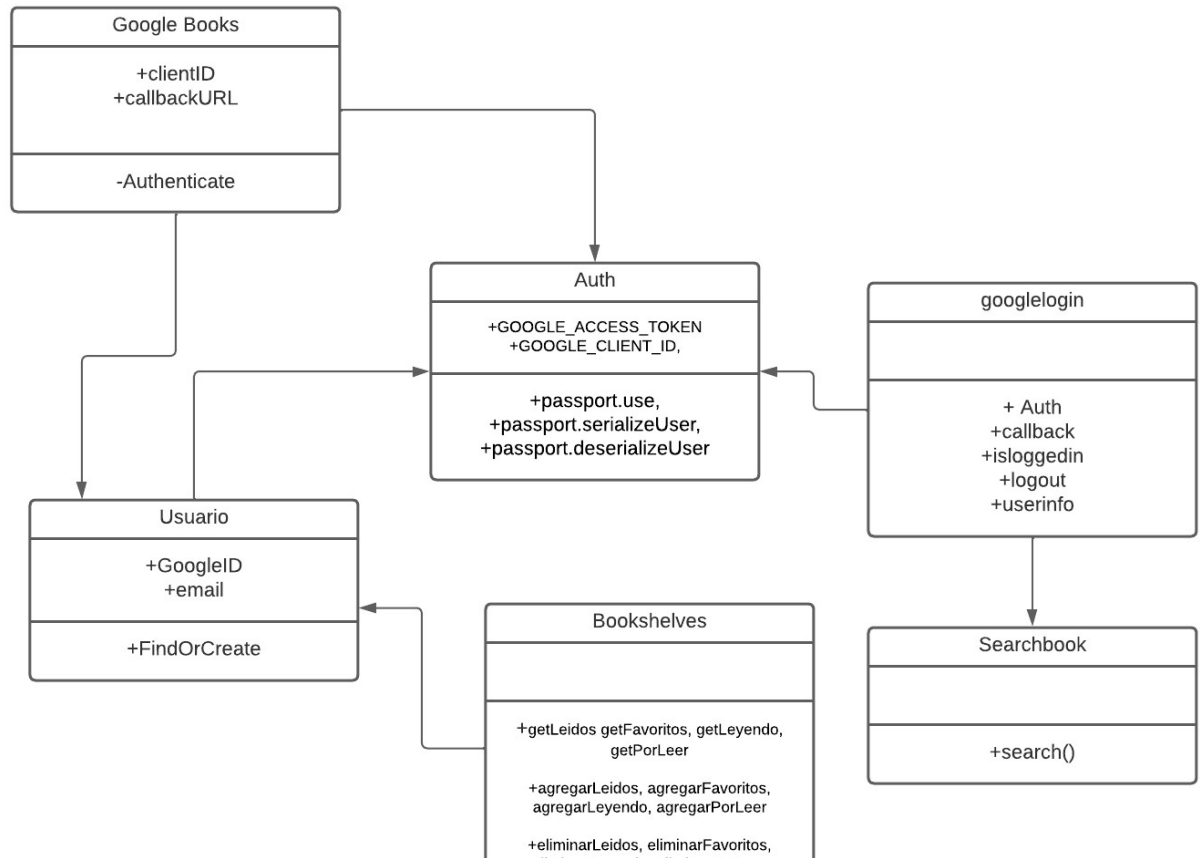 Google Books
+clientID
+callbackURL
-Authenticate
Auth
+GOOGLE_ACCESS_TOKEN
+GOOGLE_CLIENT_ID,
+passport.use,
+passport.serializeUser,
+passport.deserializeUser
googlelogin
+ Auth
+callback
+isloggedin
+logout
+userinfo
Usuario
+GoogleID
+email
+FindOrCreate
Bookshelves
+getLeidos getFavoritos, getLeyendo,
getPorLeer
+agregarLeidos, agregarFavoritos,
agregarLeyendo, agregarPorLeer
+eliminarLeidos, eliminarFavoritos,
Searchbook
+search()